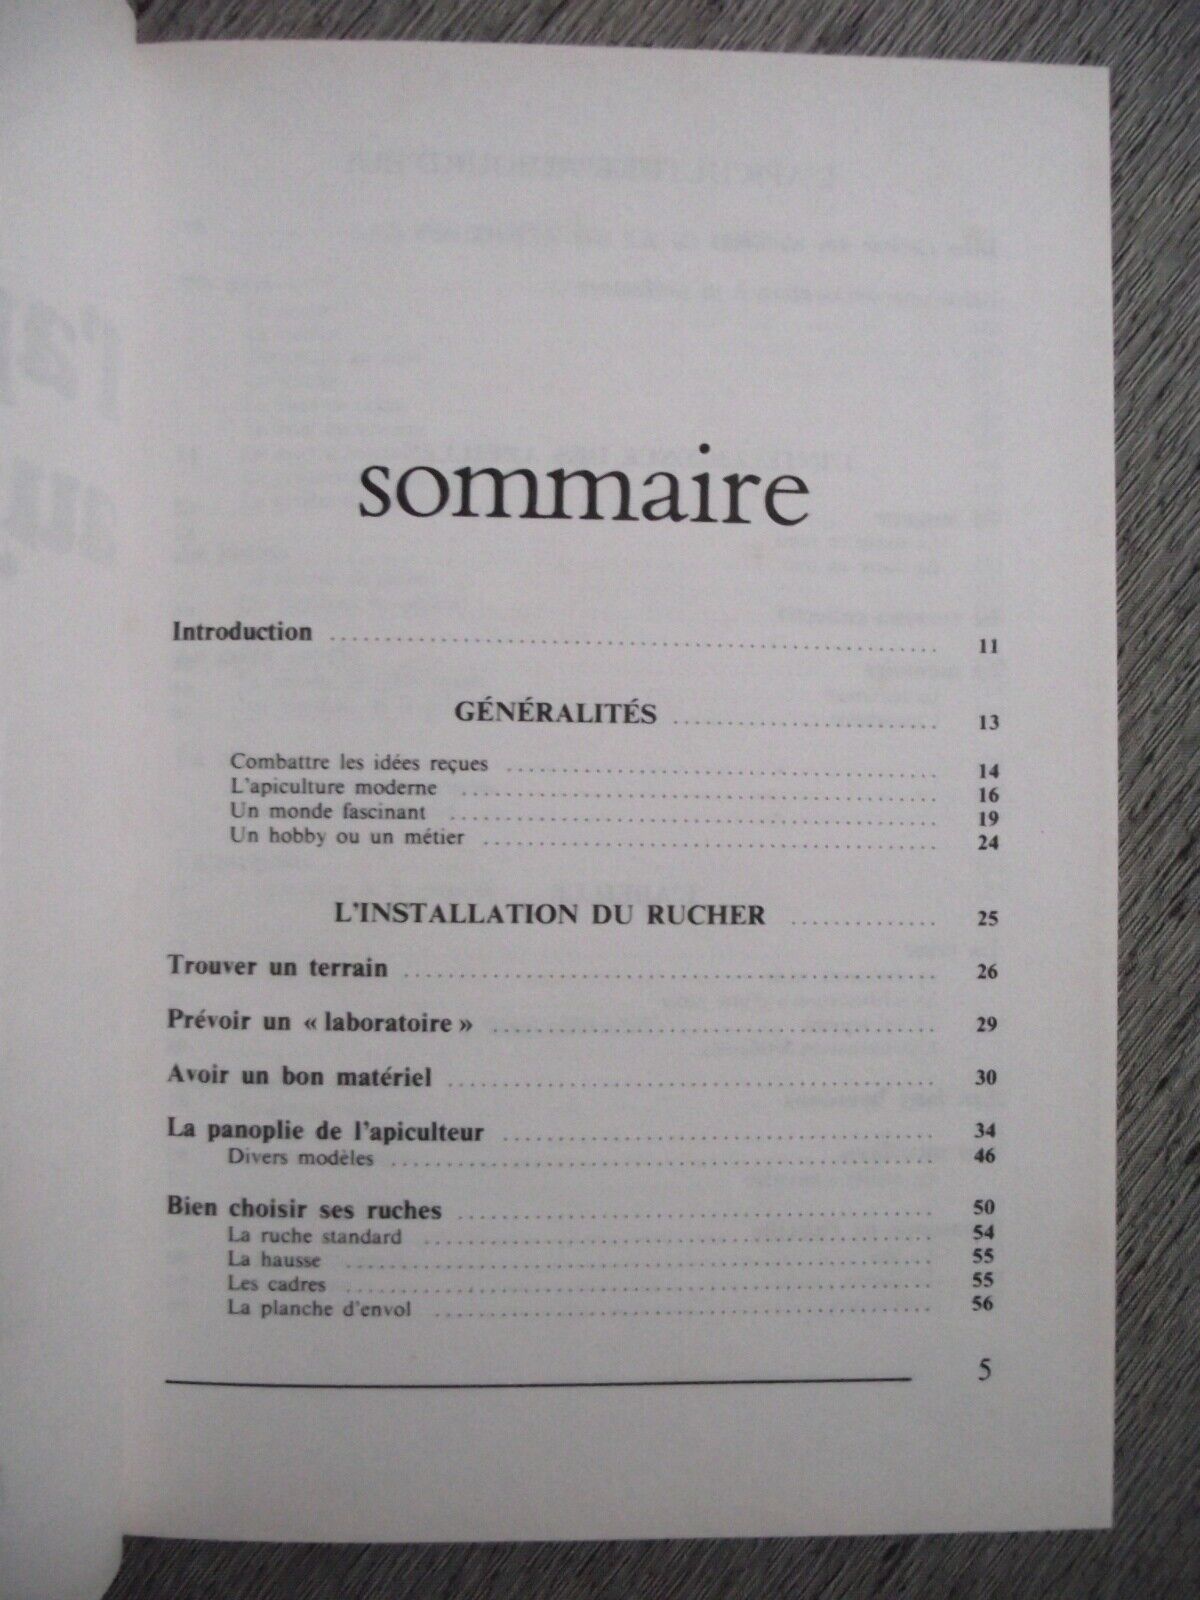 sommaire
Introduction 11
GÉNÉRALITÉS 13
Combattre les idées reçues 14
L'apiculture moderne 16
Un monde fascinant 19
Un hobby ou un métier 24
L'INSTALLATION DU RUCHER 25
Trouver un terrain 26
Prévoir un « laboratoire » 29
Avoir un bon matériel 30
La panoplie de l'apiculteur 34
Divers modèles 46
Bien choisir ses ruches 50
La ruche standard 54
La hausse 55
Les cadres 55
La planche d'envol 56
5